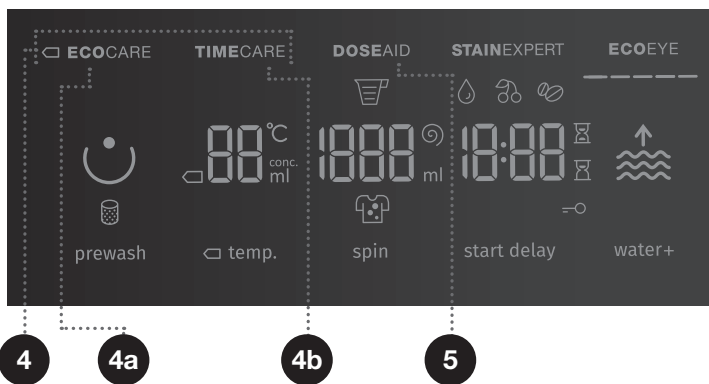 ECOCARE TIMECARE DOSEAID STAINEXPERT ECOEYE
88 °C 1888 18:88
conc.
ml ml
prewash temp. spin start delay water+
4 4a 4b 5